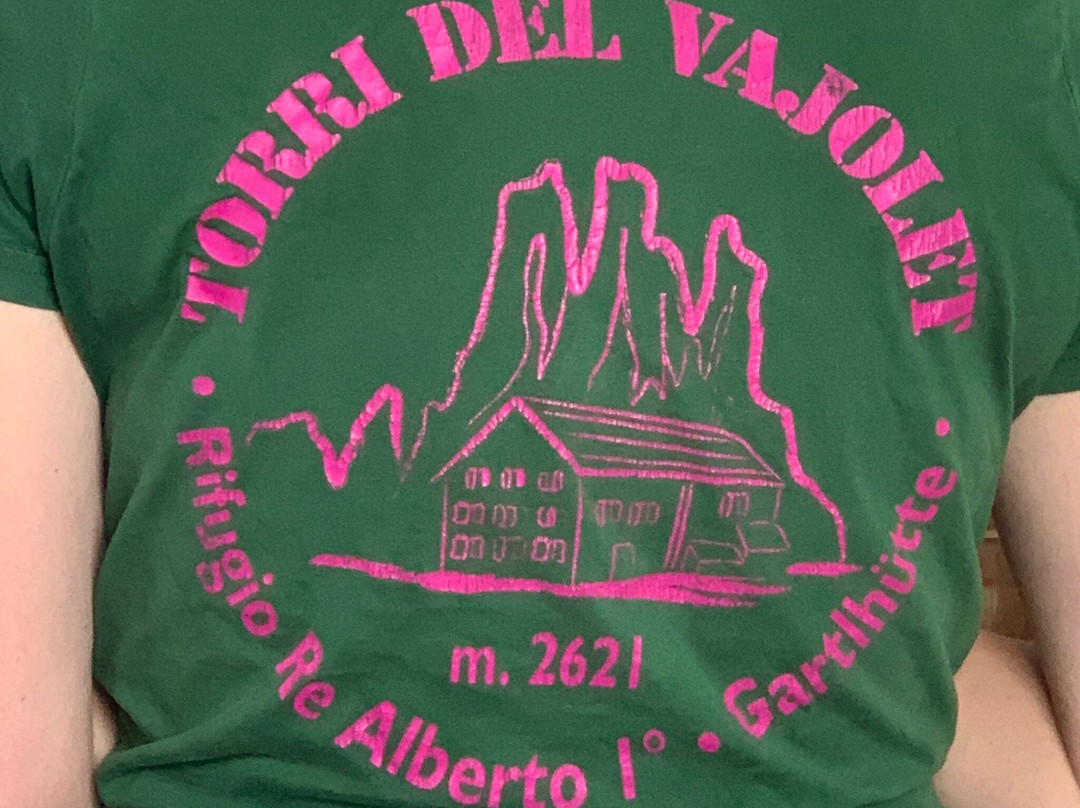 TORRI DEL VAJOLET
m. 2621
• Rifugio Re Alberto I° • Gartlhütte •